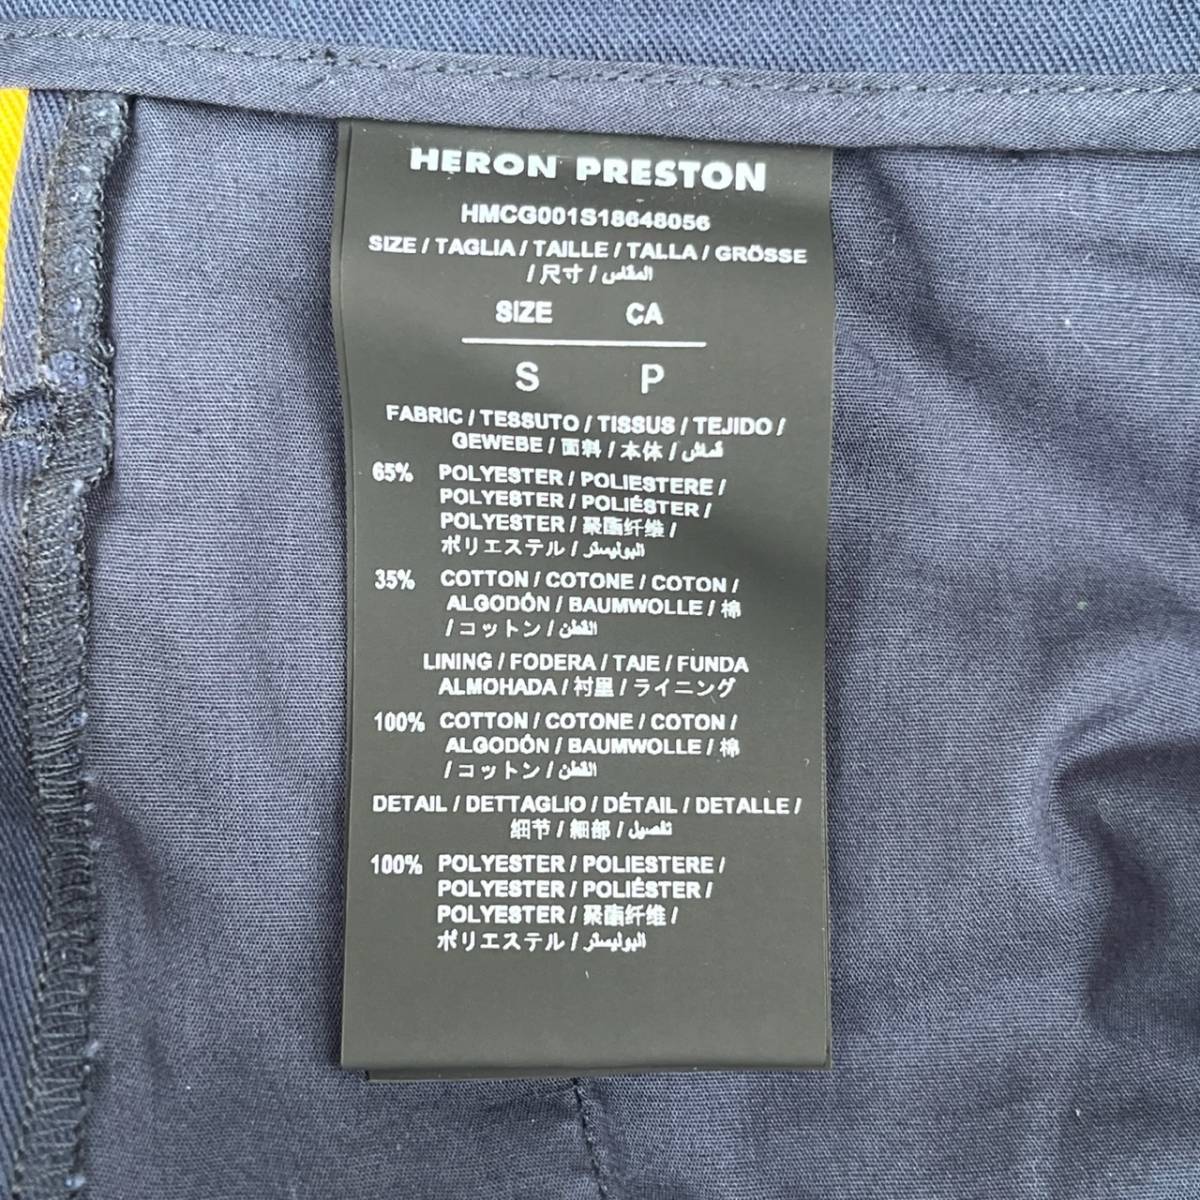 HERON PRESTON
HMCG001S18648056
SIZE / TAGLIA / TAILLE / TALLA / GRÖSSE
/ 尺寸 / المقاس
SIZE CA
S P
FABRIC / TESSUTO / TISSUS / TEJIDO /
GEWEBE / 面料 / 本体 / قماش
65% POLYESTER / POLIESTERE /
POLYESTER / POLIÉSTER /
POLYESTER / 聚酯纤维 /
ポリエステル / البوليستر
35% COTTON / COTONE / COTON /
ALGODÓN / BAUMWOLLE / 棉
/ コットン / القطن
LINING / FODERA / TAIE / FUNDA
ALMOHADA / 衬里 / ライニング
100% COTTON / COTONE / COTON /
ALGODÓN / BAUMWOLLE / 棉
/ コットン / القطن
DETAIL / DETTAGLIO / DÉTAIL / DETALLE /
细节 / 細部 / تفصيل
100% POLYESTER / POLIESTERE /
POLYESTER / POLIÉSTER /
POLYESTER / 聚酯纤维 /
ポリエステル / البوليستر